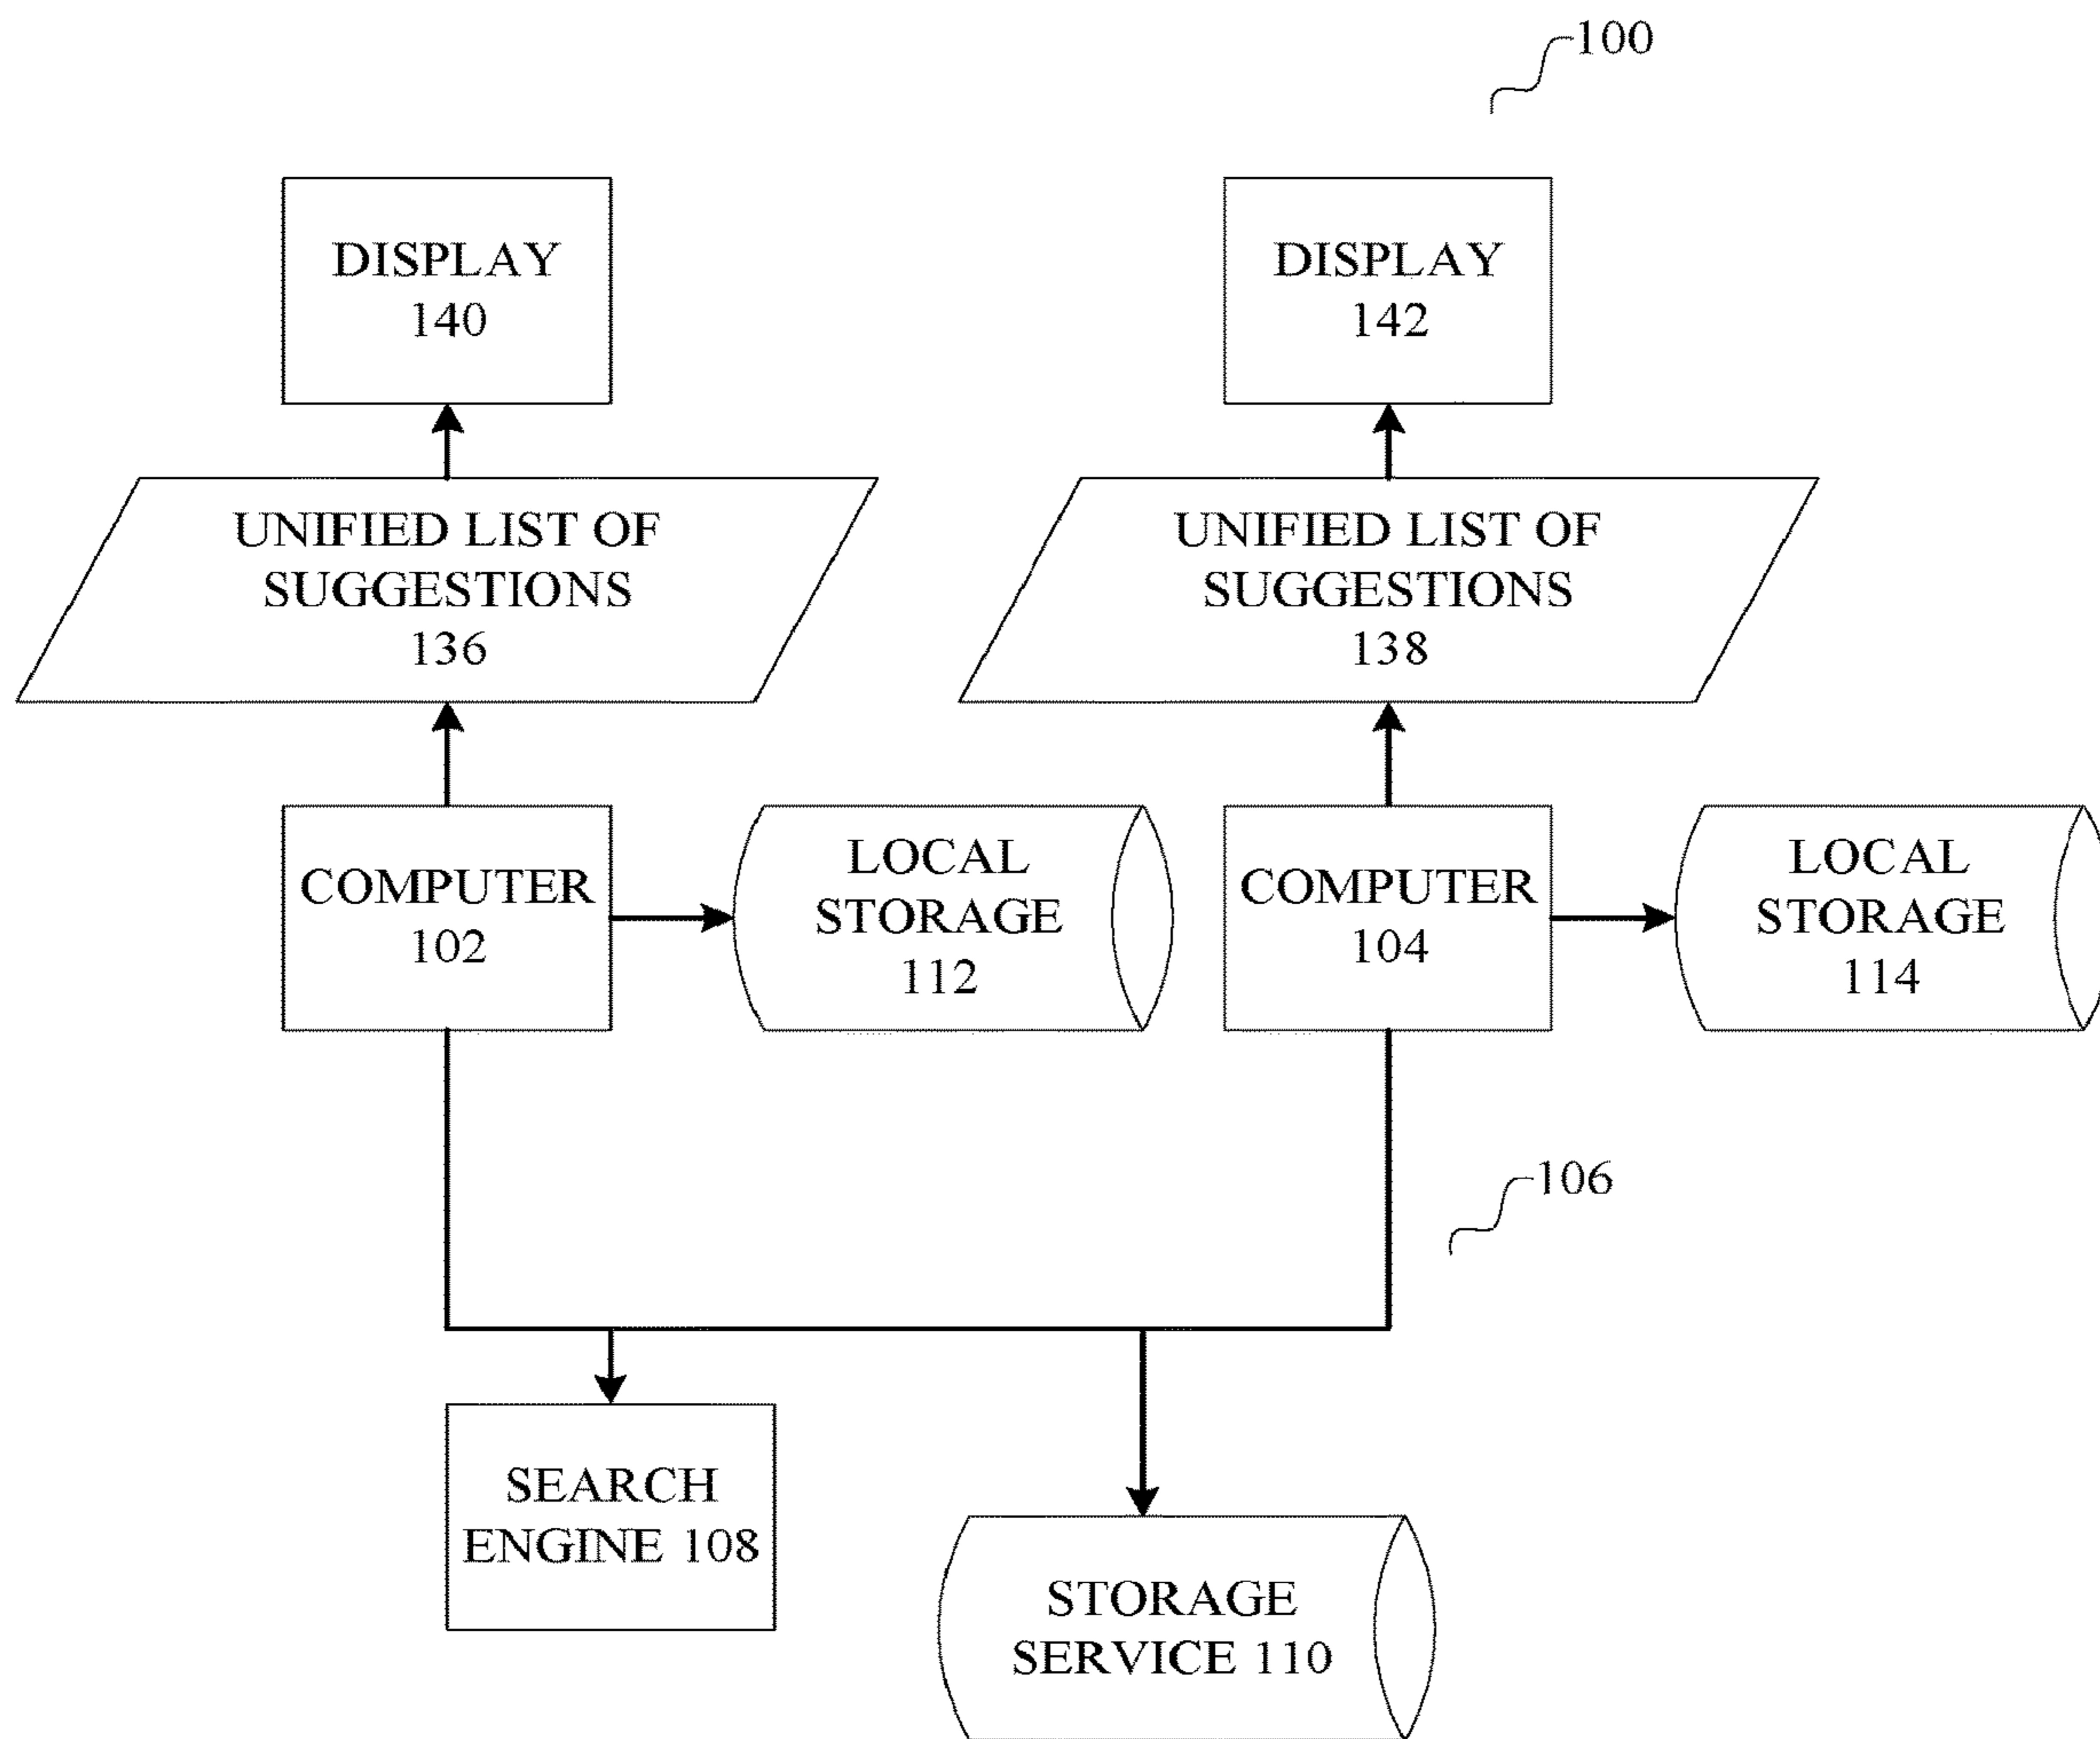 100
DISPLAY
140
DISPLAY
142
UNIFIED LIST OF
SUGGESTIONS
136
UNIFIED LIST OF
SUGGESTIONS
138
COMPUTER
102
LOCAL
STORAGE
112
COMPUTER
104
LOCAL
STORAGE
114
106
SEARCH
ENGINE 108
STORAGE
SERVICE 110